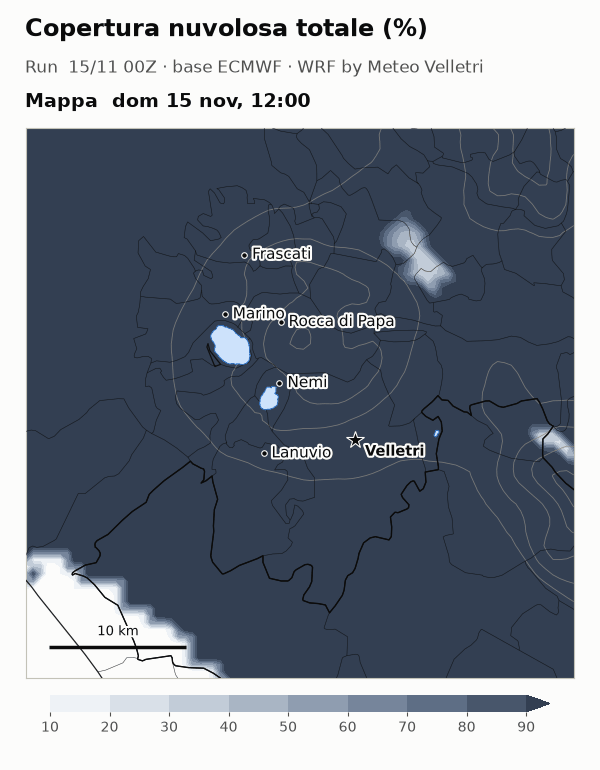 Copertura nuvolosa totale (%)
Run  15/11 00Z · base ECMWF · WRF by Meteo Velletri
Mappa  dom 15 nov, 12:00
Frascati
Marino
Rocca di Papa
Nemi
Velletri
Lanuvio
10 km
10 20 30 40 50 60 70 80 90